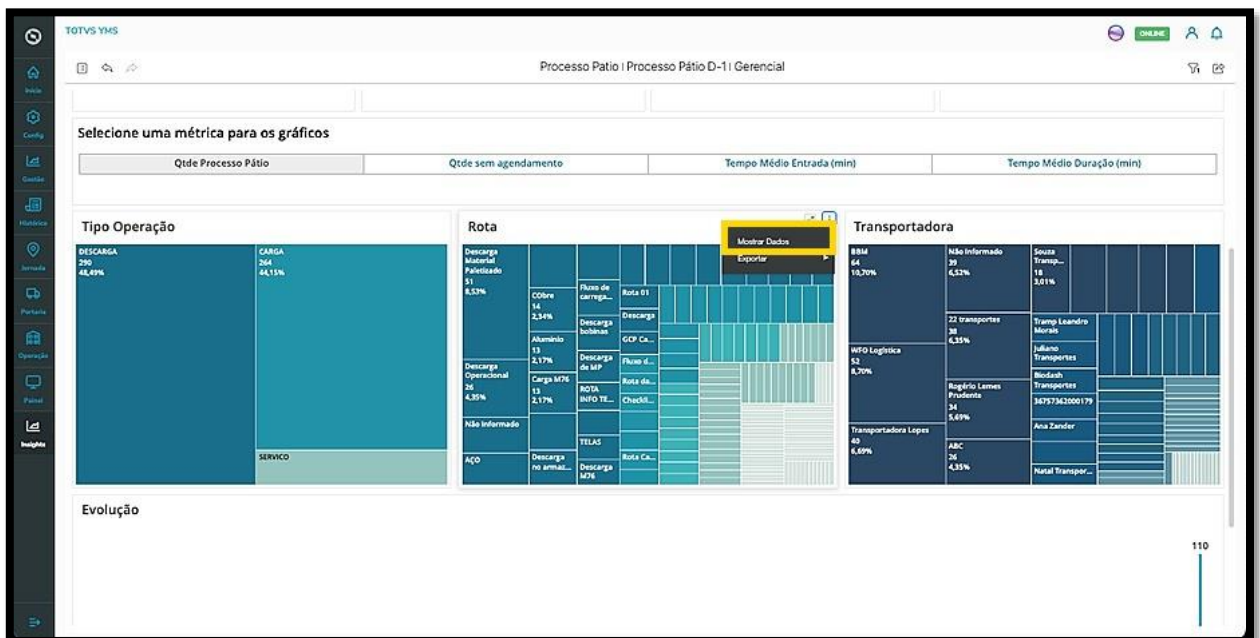 TOTVS YMS
ONLINE
Início
Config
Gestão
Histórico
Jornada
Portaria
Operação
Painel
Insights
Processo Patio | Processo Pátio D-1 | Gerencial
Selecione uma métrica para os gráficos
Qtde Processo Pátio
Qtde sem agendamento
Tempo Médio Entrada (min)
Tempo Médio Duração (min)
Tipo Operação
DESCARGA
290
48,49%
CARGA
264
44,15%
SERVICO
Rota
Mostrar Dados
Exportar
Descarga
Material
Paletizado
51
8,53%
Descarga
Operacional
26
4,35%
Não Informado
AÇO
CObre
14
2,34%
Alumínio
13
2,17%
Carga M76
13
2,17%
Descarga
no armaz...
Fluxo de
carrega...
Descarga
bobinas
Descarga
de MP
ROTA
INFO TE...
TELAS
Descarga
M76
Rota 01
Descarga
GCP Ca...
Fluxo d...
Rota da...
Checkli...
Rota Ca...
Transportadora
BBM
64
10,70%
WFO Logística
52
8,70%
Transportadora Lopes
40
6,69%
Não Informado
39
6,52%
22 transportes
38
6,35%
Rogério Lemes
Prudente
34
5,69%
ABC
26
4,35%
Souza
Transp...
18
3,01%
Tramp Leandro
Morais
Juliano
Transportes
Biodash
Transportes
36757362000179
Ana Zander
Natal Transpor...
Evolução
110